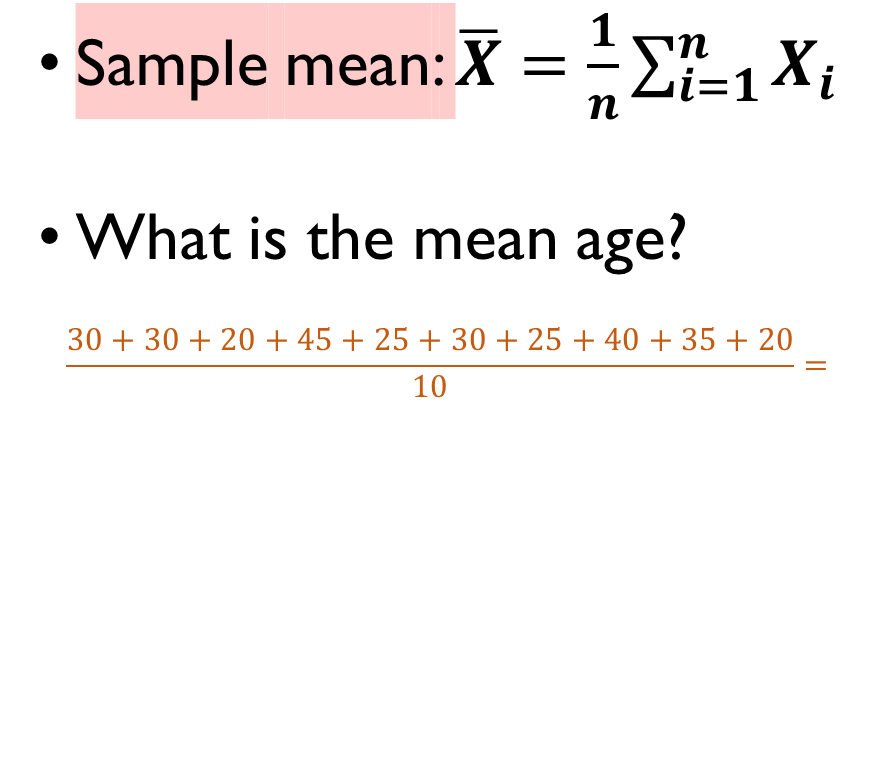 • Sample mean: X̄ = 1/n ∑ⁿᵢ₌₁ Xᵢ
• What is the mean age?
30 + 30 + 20 + 45 + 25 + 30 + 25 + 40 + 35 + 20
10
=